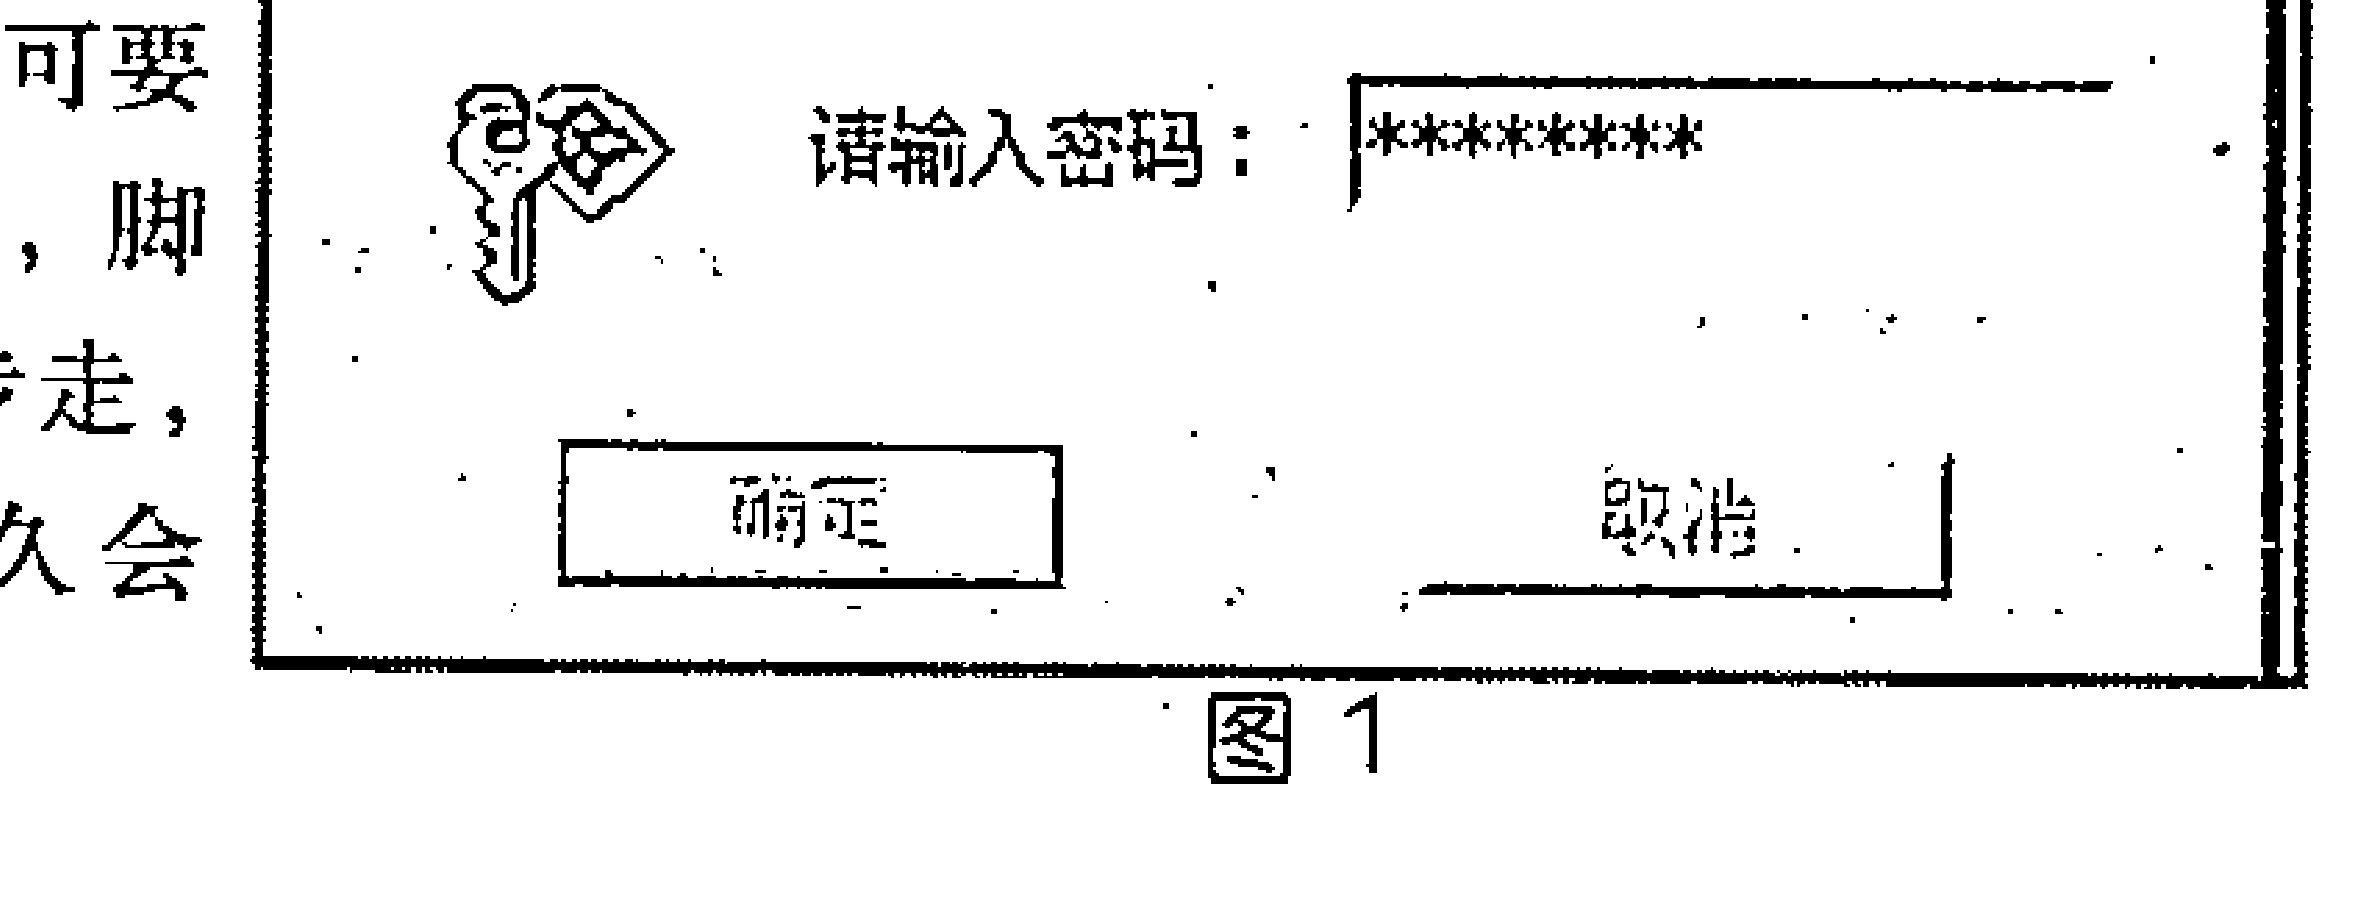 可要
，脚
走，
久会
请输入密码：********
确定
取消
图 1